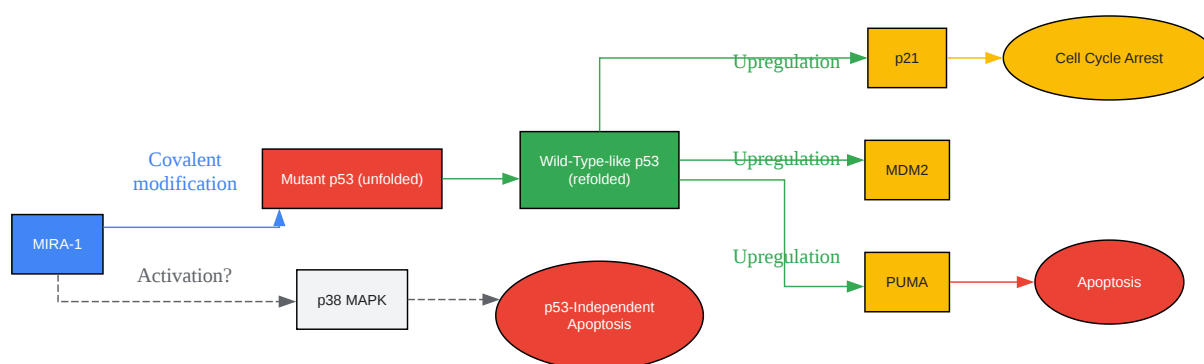 Upregulation
p21
Cell Cycle Arrest
Covalent
modification
Mutant p53 (unfolded)
Wild-Type-like p53
(refolded)
Upregulation
MDM2
MIRA-1
Activation?
p38 MAPK
p53-Independent
Apoptosis
Upregulation
PUMA
Apoptosis